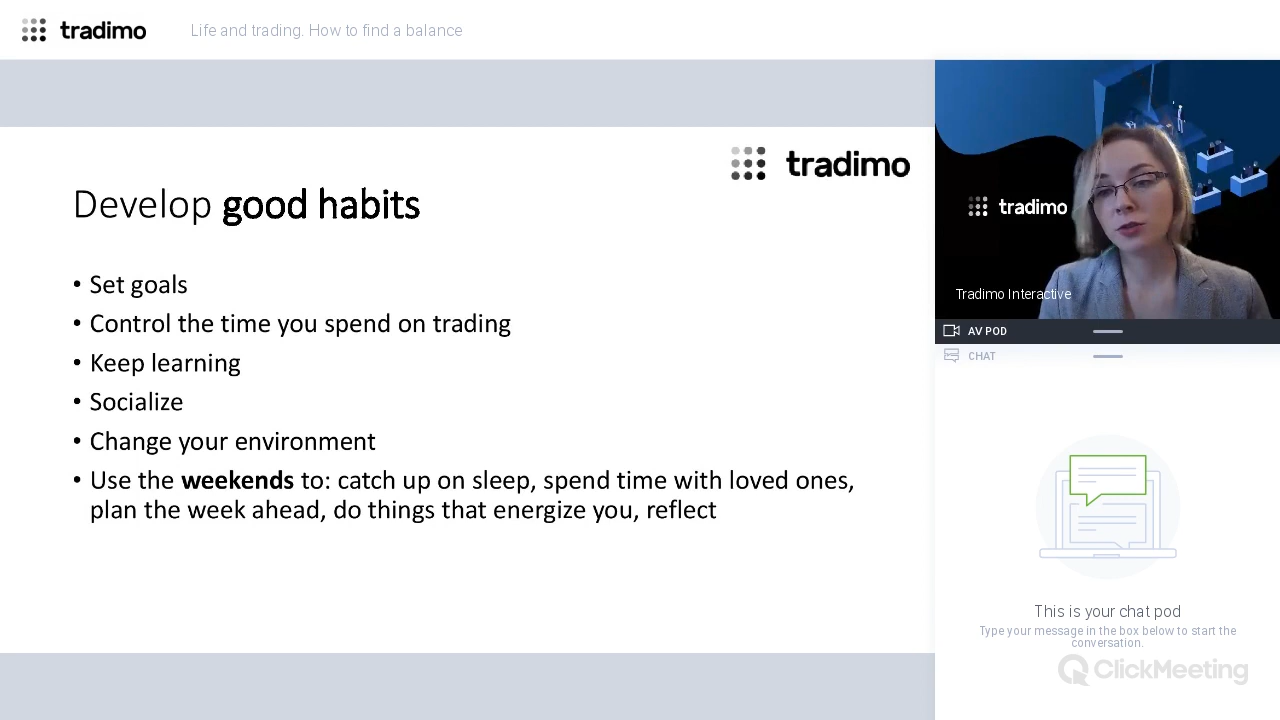 tradimo
Life and trading. How to find a balance
tradimo
Develop good habits
• Set goals
• Control the time you spend on trading
• Keep learning
• Socialize
• Change your environment
• Use the weekends to: catch up on sleep, spend time with loved ones,
plan the week ahead, do things that energize you, reflect
tradimo
Tradimo Interactive
AV POD
CHAT
This is your chat pod
Type your message in the box below to start the
conversation.
ClickMeeting